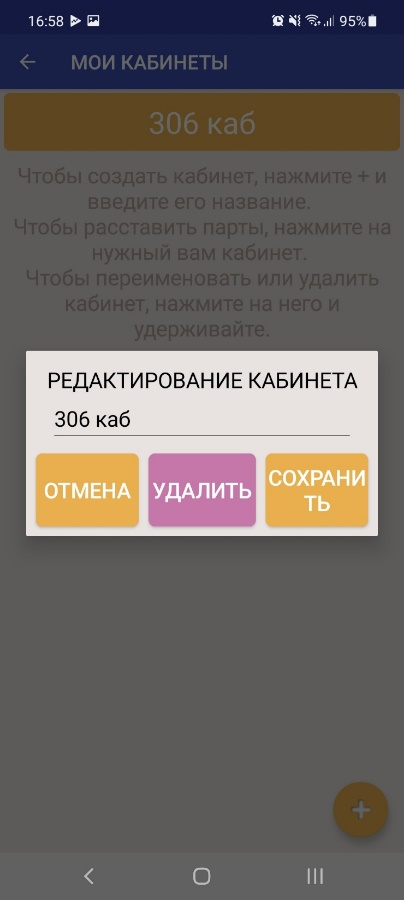 16:58
95%
МОИ КАБИНЕТЫ
306 каб
Чтобы создать кабинет, нажмите + и
введите его название.
Чтобы расставить парты, нажмите на
нужный вам кабинет.
Чтобы переименовать или удалить
кабинет, нажмите на него и
удерживайте.
РЕДАКТИРОВАНИЕ КАБИНЕТА
306 каб
ОТМЕНА
УДАЛИТЬ
СОХРАНИ
ТЬ
+